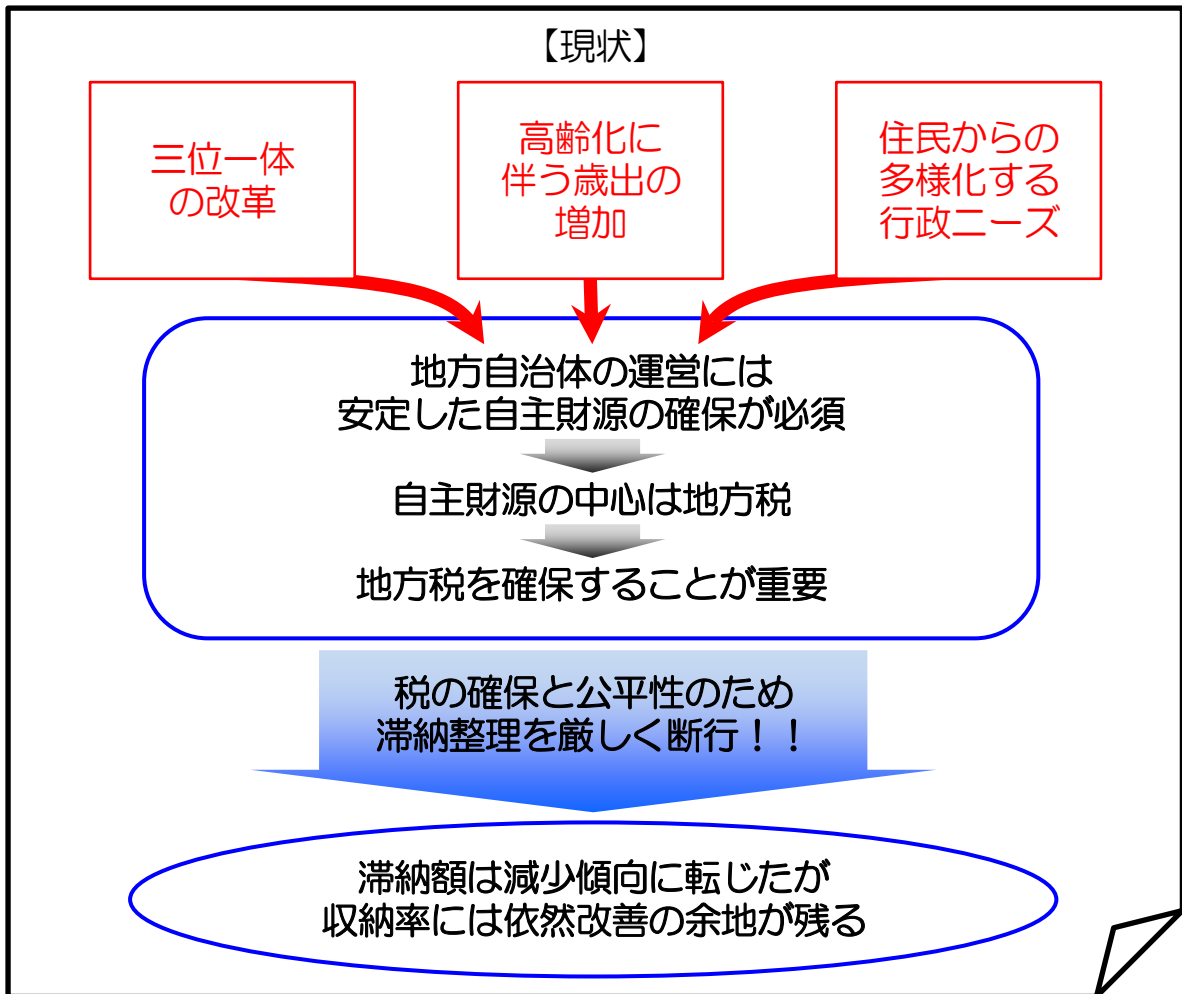 【現状】
三位一体
の改革
高齢化に
伴う歳出の
増加
住民からの
多様化する
行政ニーズ
地方自治体の運営には
安定した自主財源の確保が必須
自主財源の中心は地方税
地方税を確保することが重要
税の確保と公平性のため
滞納整理を厳しく断行！！
滞納額は減少傾向に転じたが
収納率には依然改善の余地が残る